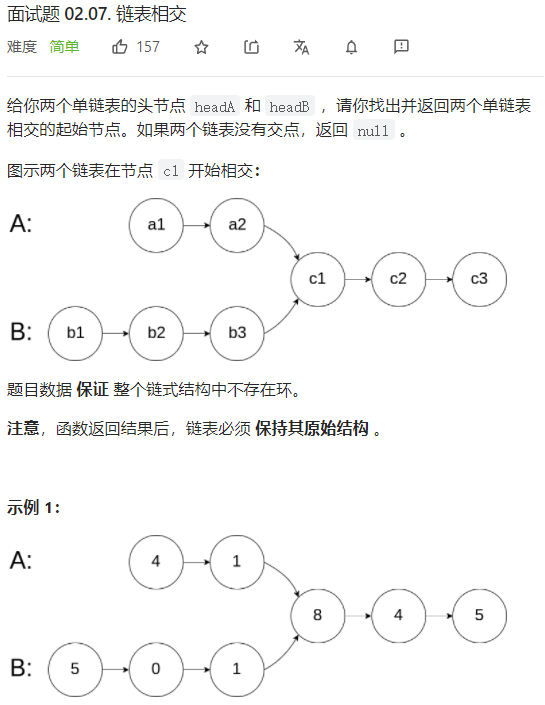 面试题 02.07. 链表相交
难度 简单 157
给你两个单链表的头节点 headA 和 headB ，请你找出并返回两个单链表
相交的起始节点。如果两个链表没有交点，返回 null 。
图示两个链表在节点 c1 开始相交：
A: a1 a2
c1 c2 c3
B: b1 b2 b3
题目数据 保证 整个链式结构中不存在环。
注意，函数返回结果后，链表必须 保持其原始结构 。
示例 1：
A: 4 1
8 4 5
B: 5 0 1